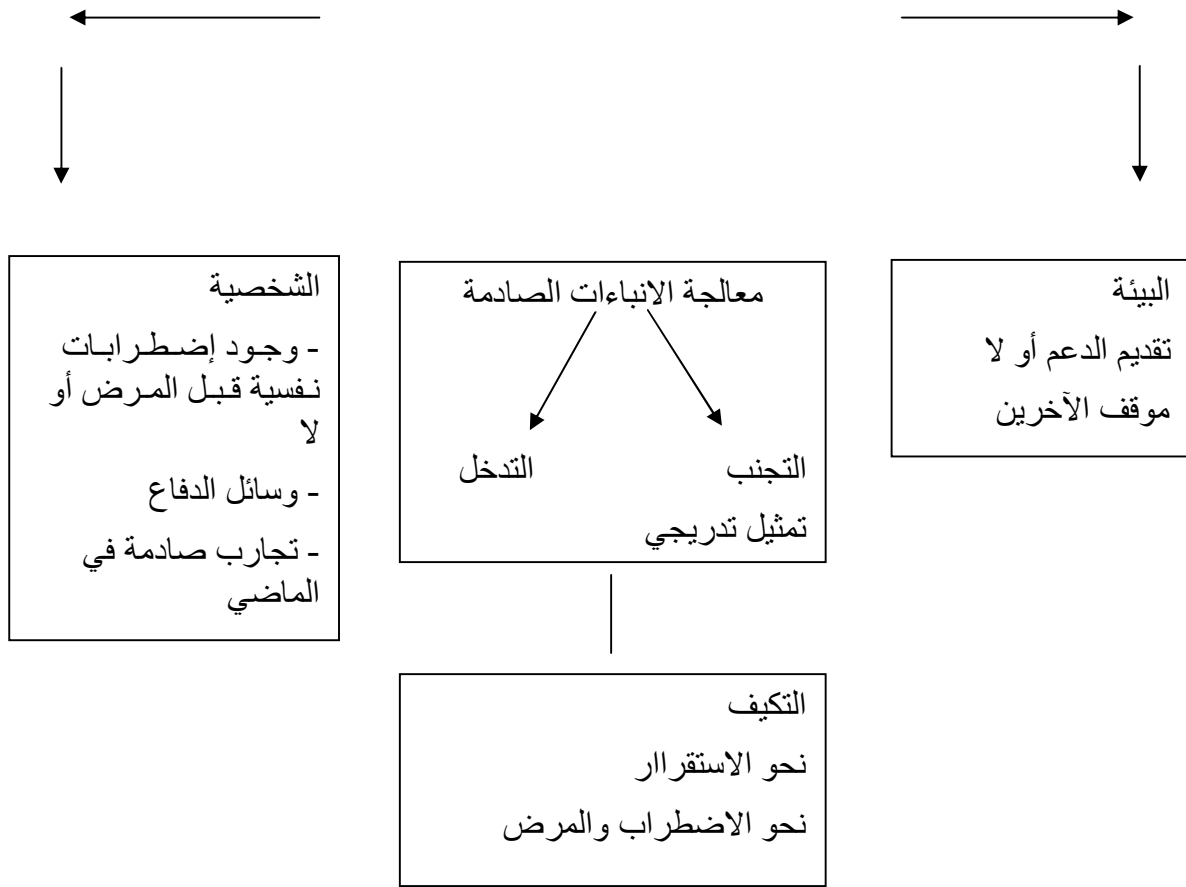 البيئة
تقديم الدعم أو لا
موقف الآخرين
معالجة الانباءات الصادمة
التجنب
التدخل
تمثيل تدريجي
الشخصية
- وجود إضطرابات
نفسية قبل المرض أو
لا
- وسائل الدفاع
- تجارب صادمة في
الماضي
التكيف
نحو الاستقراار
نحو الاضطراب والمرض